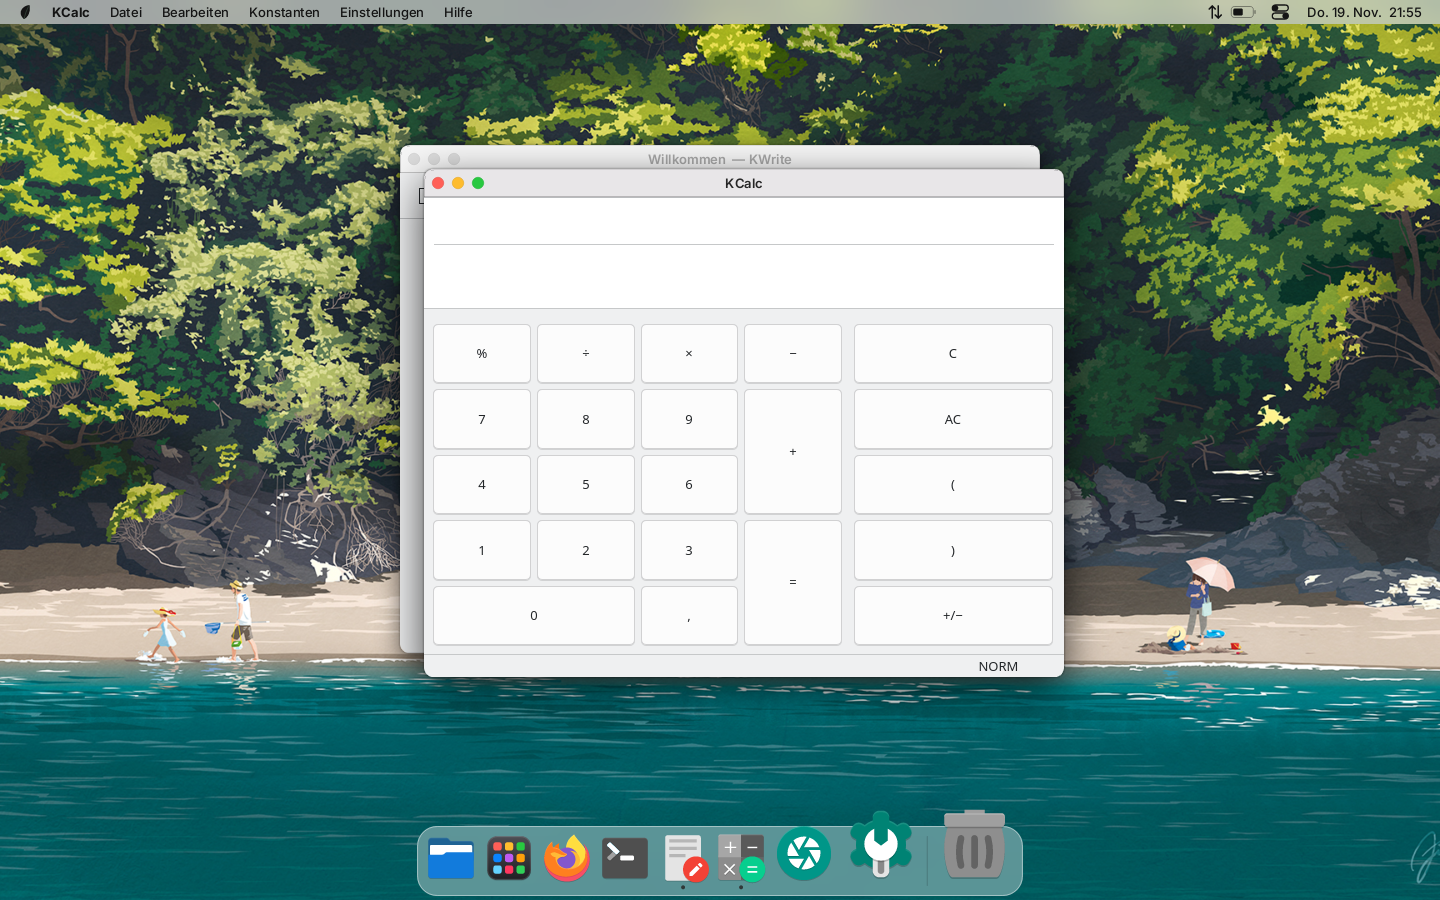 KCalc Datei Bearbeiten Konstanten Einstellungen Hilfe
Do. 19. Nov. 21:55
Willkommen — KWrite
KCalc
% ÷ × − C
7 8 9 + AC
4 5 6 (
1 2 3 = )
0 , +/−
NORM